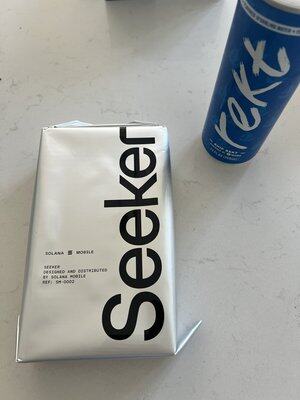 Seeker
SOLANA MOBILE
SEEKER
DESIGNED AND DISTRIBUTED
BY SOLANA MOBILE
REF: SM-0002
rekt